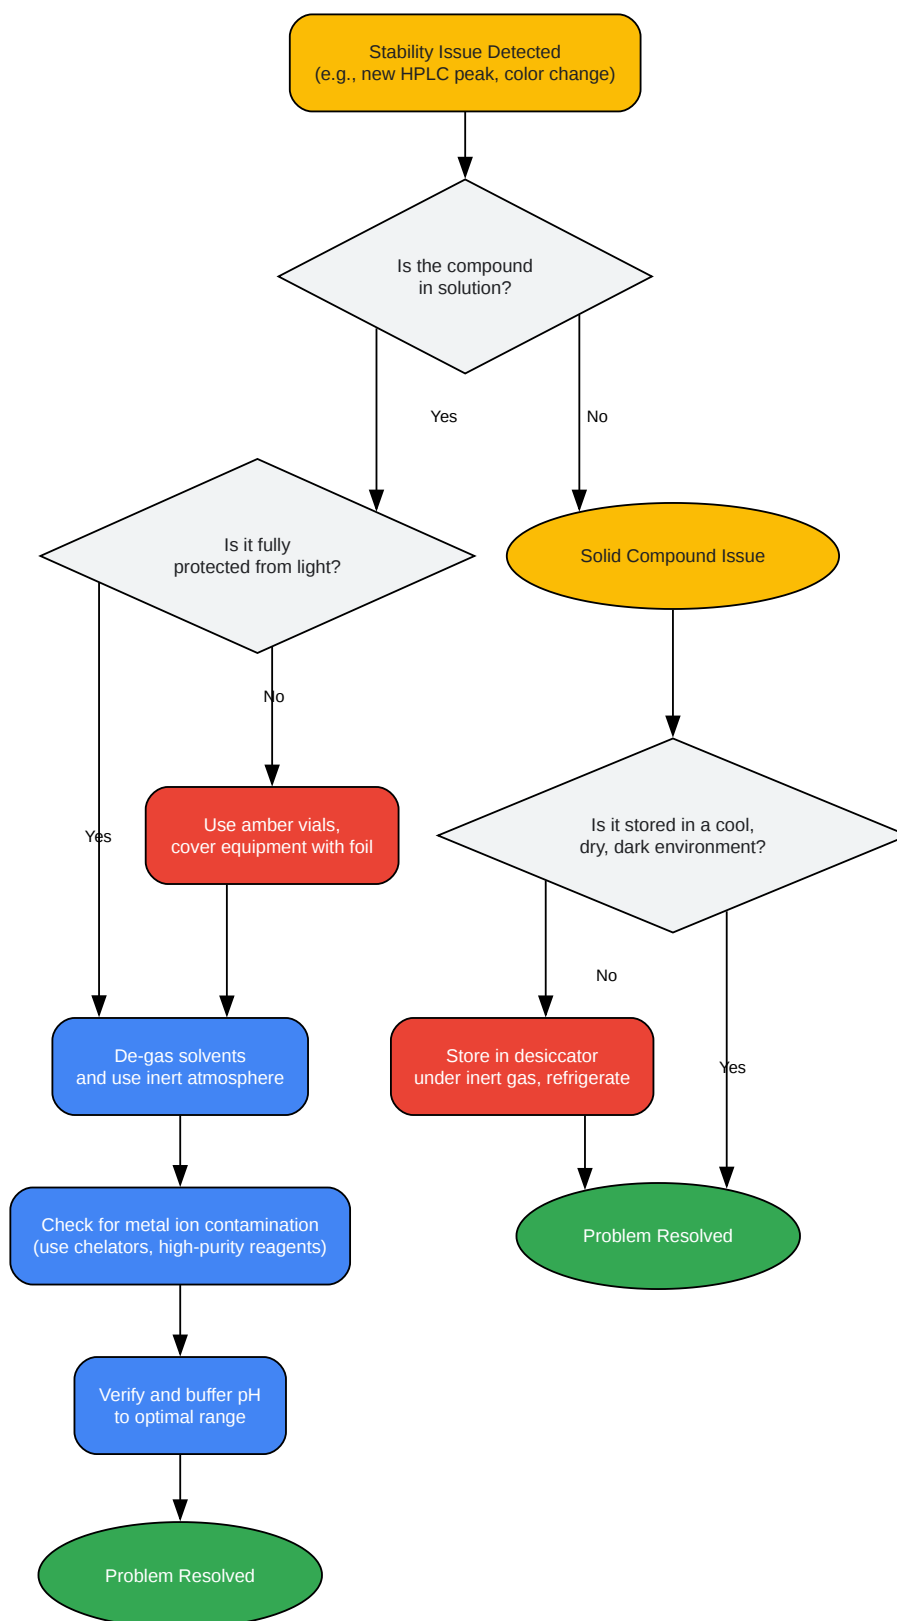 Stability Issue Detected
(e.g., new HPLC peak, color change)
Is the compound
in solution?
Yes
No
Is it fully
protected from light?
Solid Compound Issue
No
Use amber vials,
cover equipment with foil
Yes
Is it stored in a cool,
dry, dark environment?
No
De-gas solvents
and use inert atmosphere
Store in desiccator
under inert gas, refrigerate
Yes
Check for metal ion contamination
(use chelators, high-purity reagents)
Problem Resolved
Verify and buffer pH
to optimal range
Problem Resolved